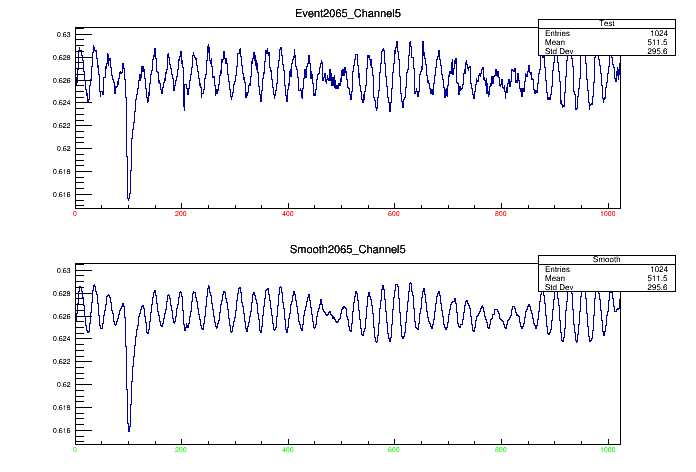 Event2065_Channel5
Test
Entries 1024
Mean 511.5
Std Dev 295.6
0.63
0.628
0.626
0.624
0.622
0.62
0.618
0.616
0 200 400 600 800 1000
Smooth2065_Channel5
Smooth
Entries 1024
Mean 511.5
Std Dev 295.6
0.63
0.628
0.626
0.624
0.622
0.62
0.618
0.616
0 200 400 600 800 1000